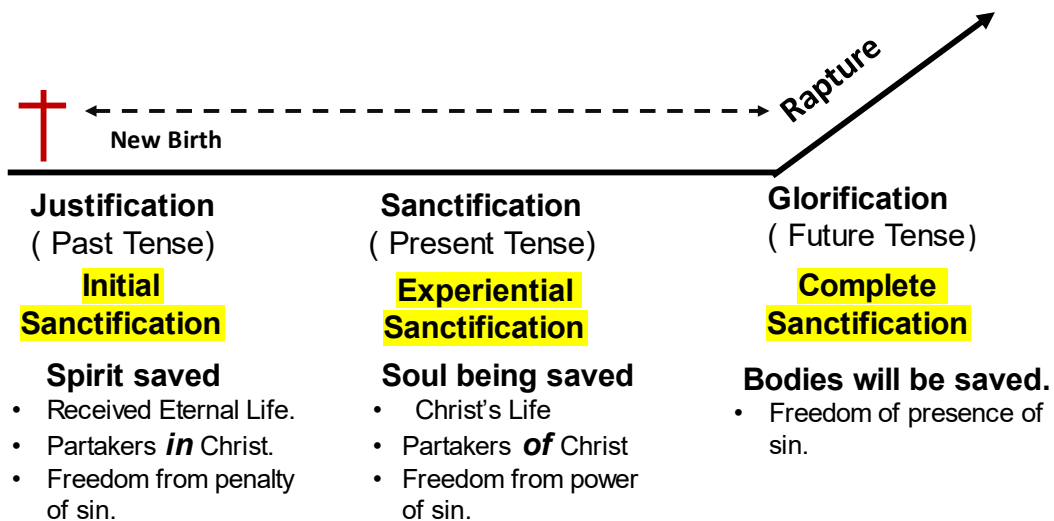 Rapture
New Birth
Justification
( Past Tense)
Initial
Sanctification
Spirit saved
• Received Eternal Life.
• Partakers in Christ.
• Freedom from penalty
of sin.
Sanctification
( Present Tense)
Experiential
Sanctification
Soul being saved
• Christ's Life
• Partakers of Christ
• Freedom from power
of sin.
Glorification
( Future Tense)
Complete
Sanctification
Bodies will be saved.
• Freedom of presence of
sin.